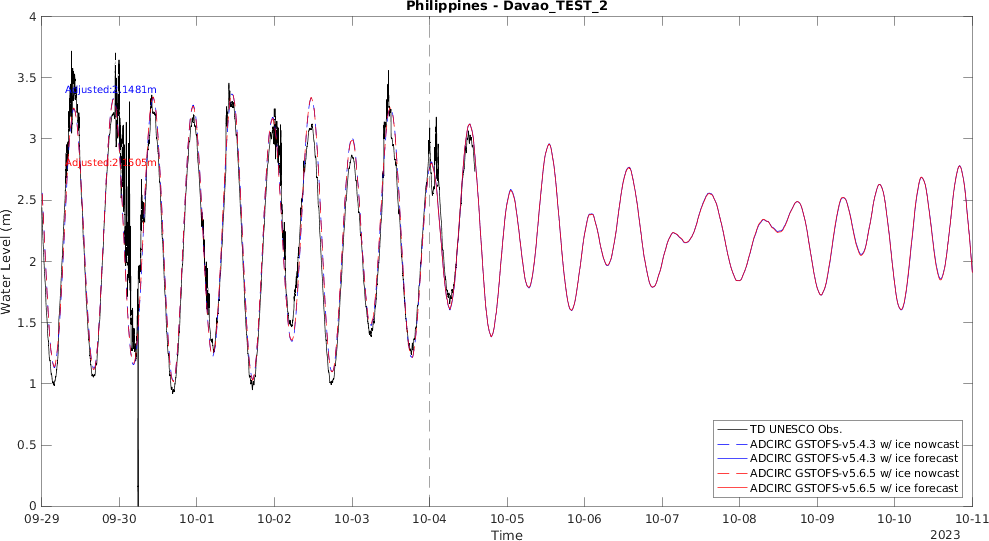 Philippines - Davao_TEST_2
Water Level (m)
4
3.5
3
2.5
2
1.5
1
0.5
0
Adjusted:2.1481m
09-29
09-30
10-01
10-02
10-03
10-04
10-05
10-06
10-07
10-08
10-09
10-10
10-11
Time
2023
TD UNESCO Obs.
ADCIRC GSTOFS-v5.4.3 w/ ice nowcast
ADCIRC GSTOFS-v5.4.3 w/ ice forecast
ADCIRC GSTOFS-v5.6.5 w/ ice nowcast
ADCIRC GSTOFS-v5.6.5 w/ ice forecast